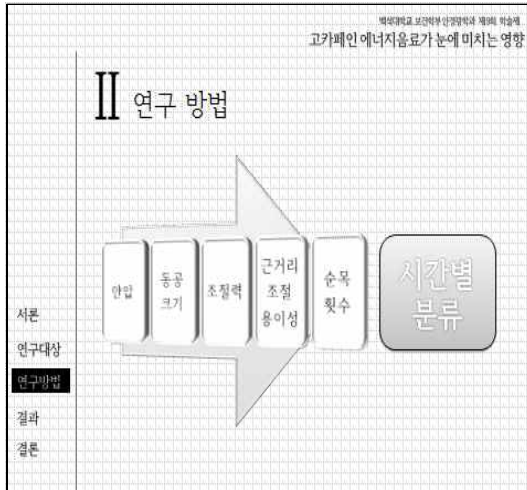 백석대학교 보건학부 안경광학과 제9회 학술제
고카페인 에너지음료가 눈에 미치는 영향
II 연구 방법
안압
동공
크기
조절력
근거리
조절
용이성
순목
횟수
시간별
분류
서론
연구대상
연구방법
결과
결론